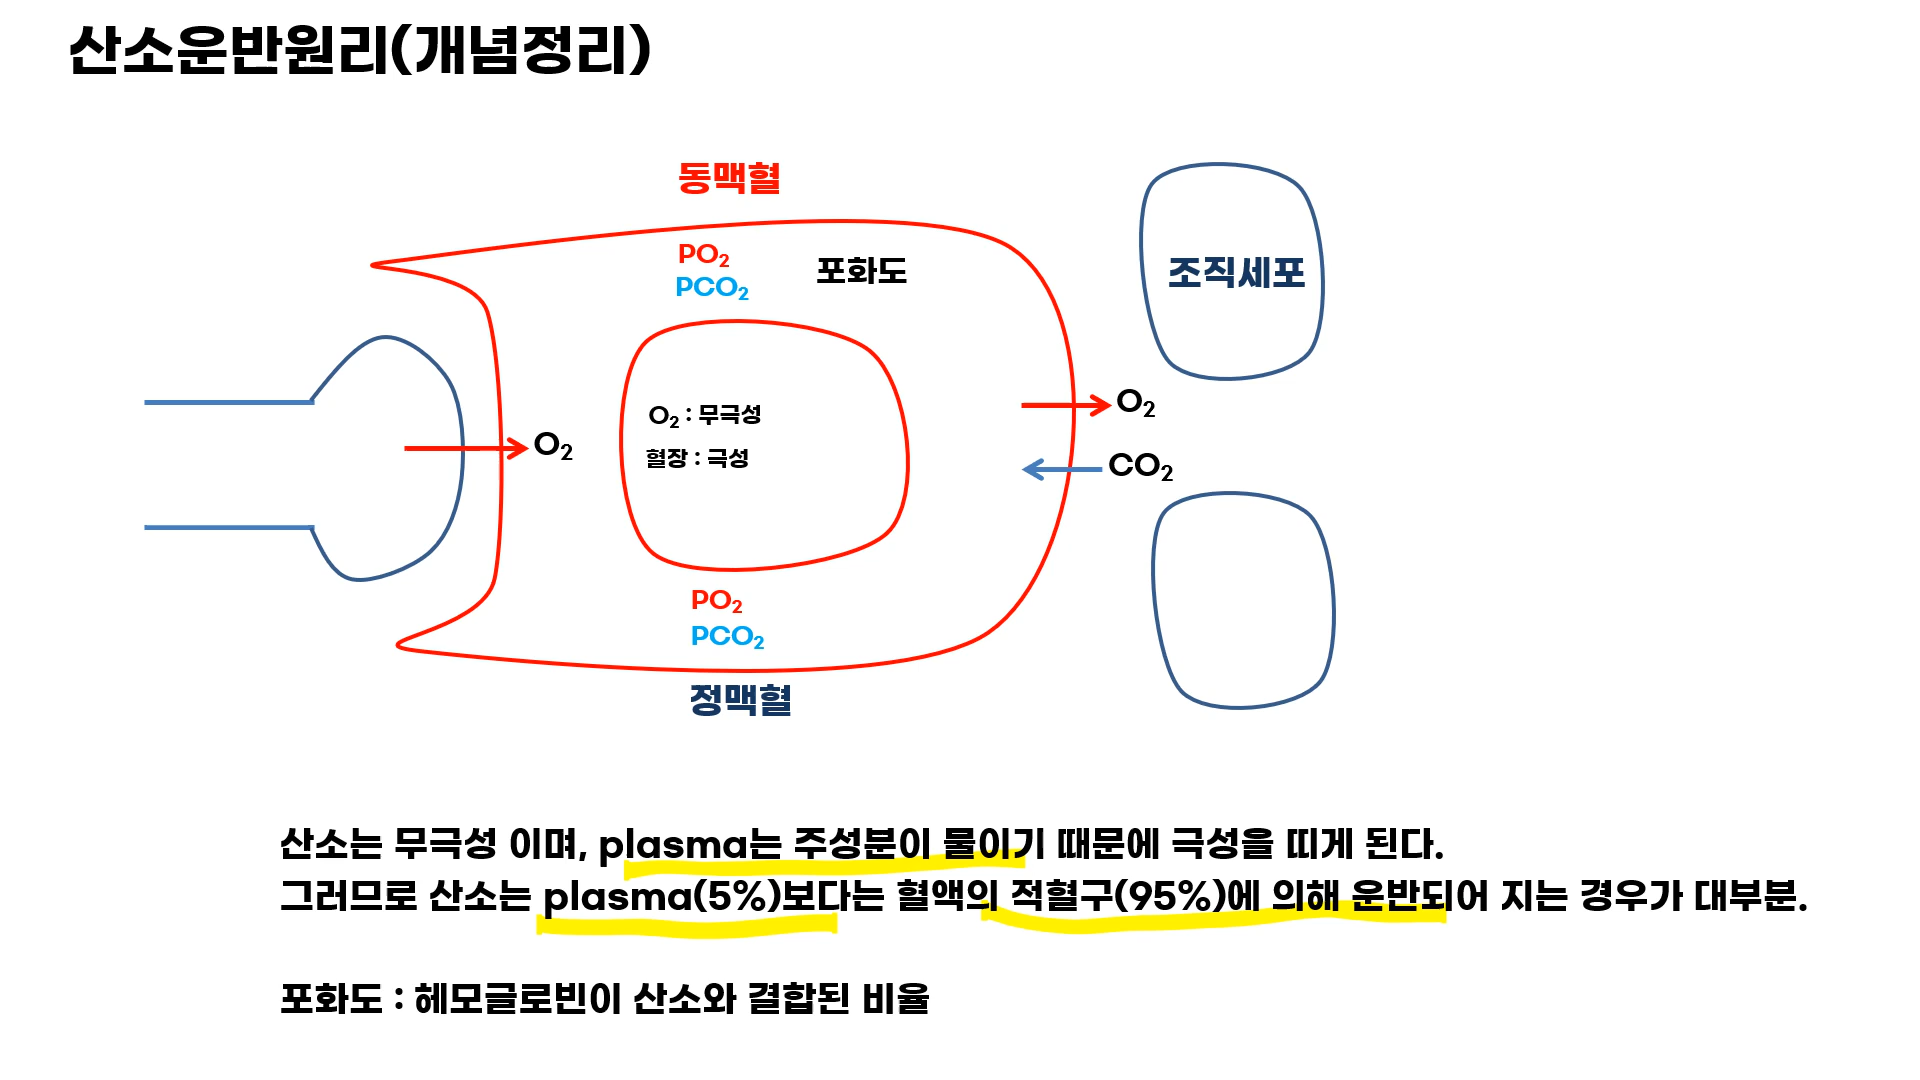 산소운반원리(개념정리)
동맥혈
PO₂
PCO₂
포화도
조직세포
O₂ : 무극성
혈장 : 극성
O₂
O₂
CO₂
PO₂
PCO₂
정맥혈
산소는 무극성 이며, plasma는 주성분이 물이기 때문에 극성을 띠게 된다.
그러므로 산소는 plasma(5%)보다는 혈액의 적혈구(95%)에 의해 운반되어 지는 경우가 대부분.
포화도 : 헤모글로빈이 산소와 결합된 비율